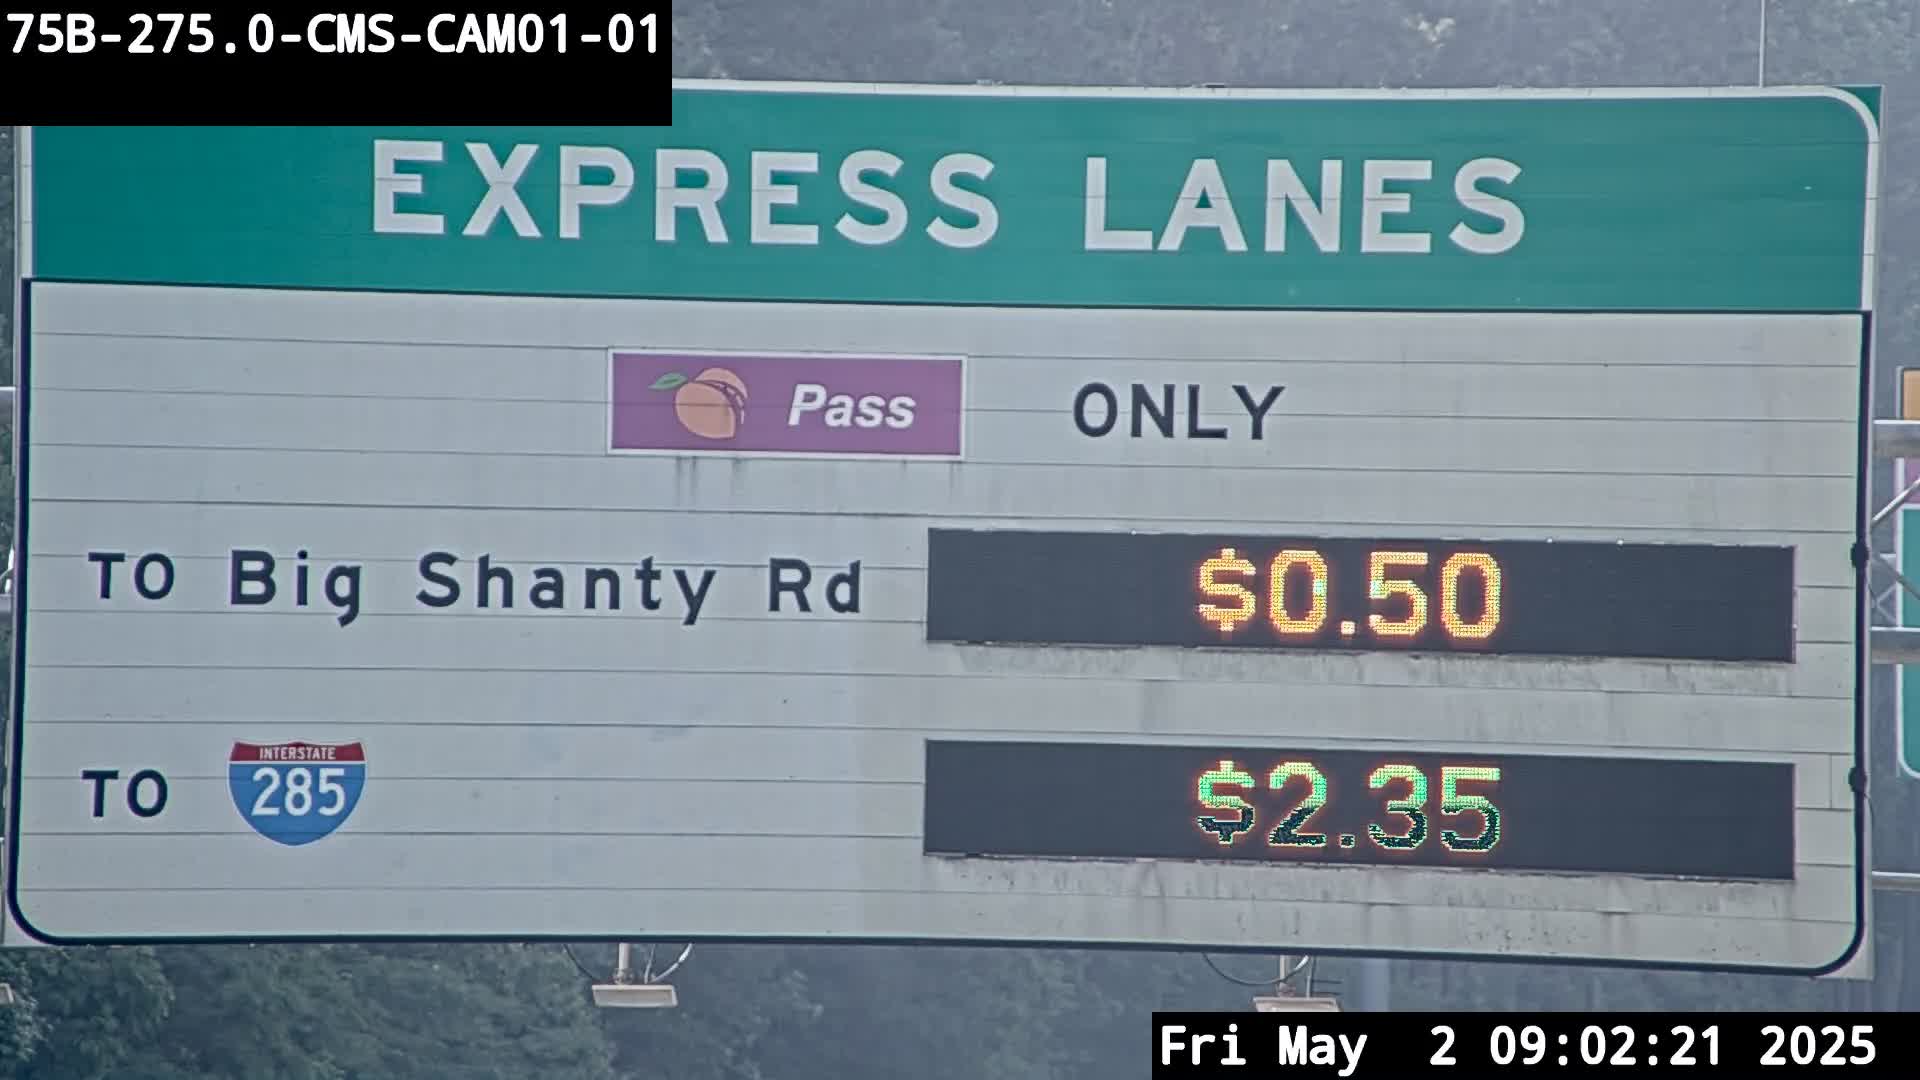 75B-275.0-CMS-CAM01-01
EXPRESS LANES
Pass ONLY
TO Big Shanty Rd $0.50
INTERSTATE
TO 285 $2.35
Fri May 2 09:02:21 2025